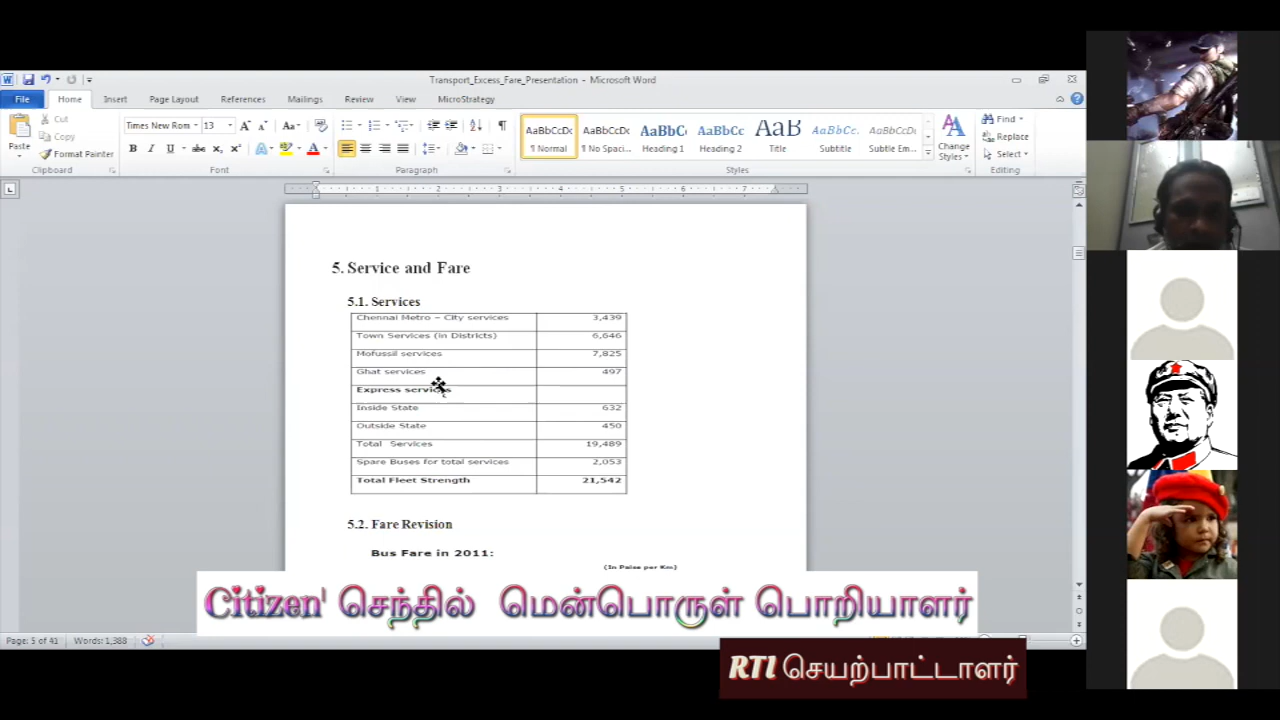 Transport_Excess_Fare_Presentation - Microsoft Word
File Home Insert Page Layout References Mailings Review View MicroStrategy
Paste
Cut
Copy
Format Painter
Times New Rom 13
AaBbCcDc AaBbCcDc AaBbCc AaBbCc AaB AaBbCc. AaBbCcDc
¶ Normal ¶ No Spaci... Heading 1 Heading 2 Title Subtitle Subtle Em...
Change Styles
Find
Replace
Select
Clipboard Font Paragraph Styles Editing
5. Service and Fare
5.1. Services
Chennai Metro – City services 3,439
Town Services (In Districts) 6,646
Mofussil services 7,825
Ghat services 497
Express services
Inside State 632
Outside State 450
Total Services 19,489
Spare Buses for total services 2,053
Total Fleet Strength 21,542
5.2. Fare Revision
Bus Fare in 2011:
(In Paise per Km)
Citizen' செந்தில் மென்பொருள் பொறியாளர்
Page: 5 of 41 Words: 1,388
RTI செயற்பாட்டாளர்